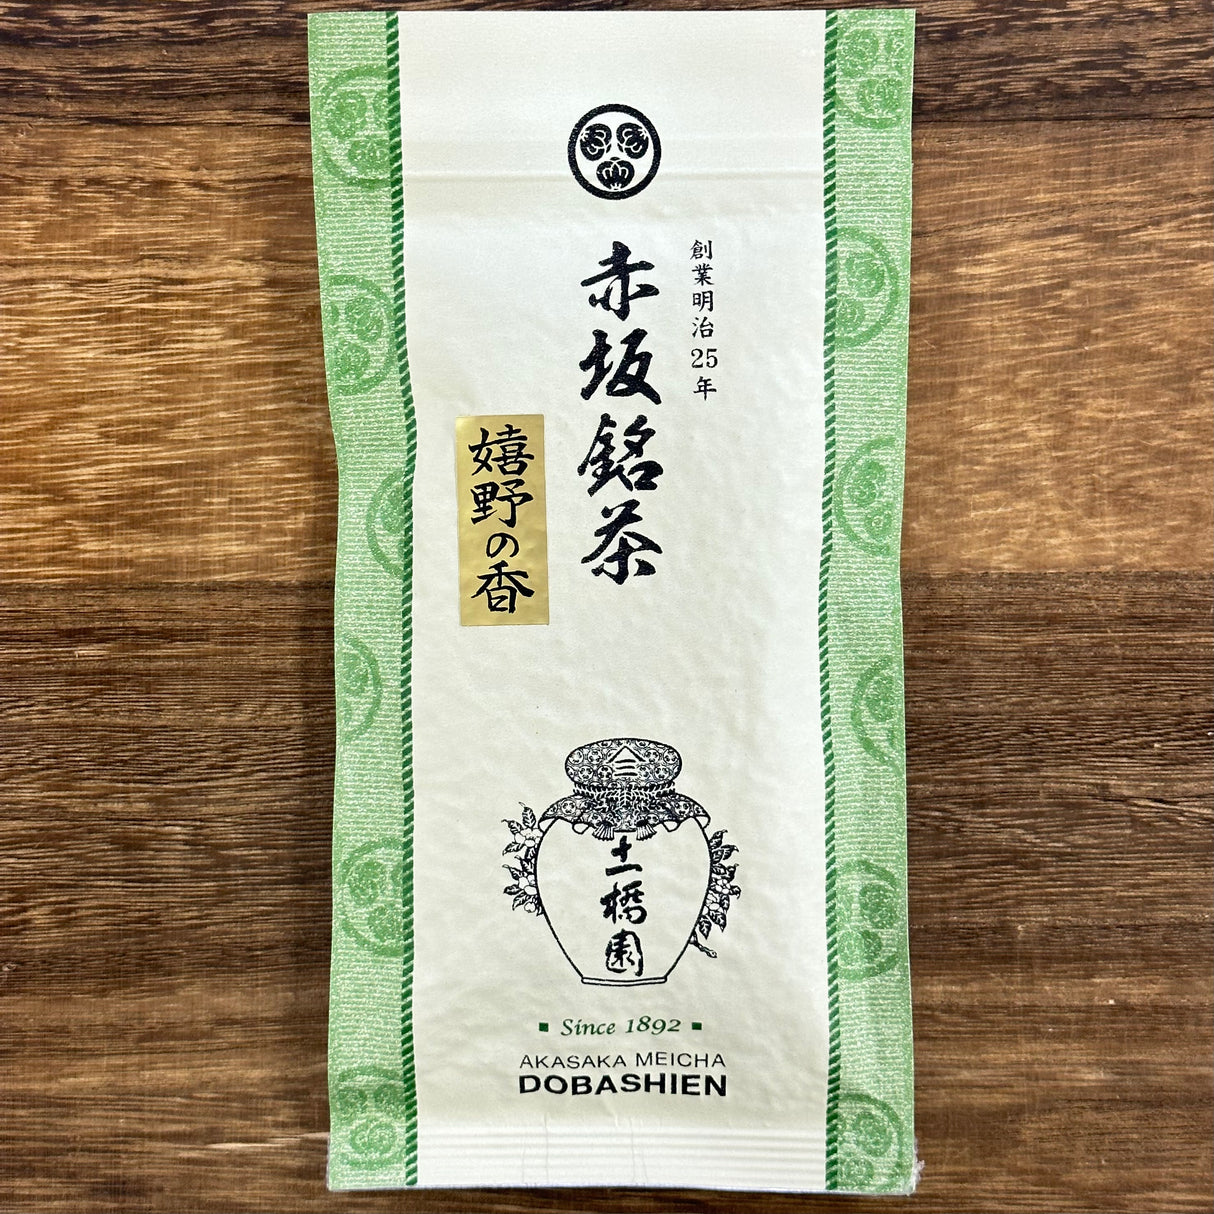 創業明治25年
赤坂銘茶
嬉野の香
土橋園
Since 1892
AKASAKA MEICHA
DOBASHIEN